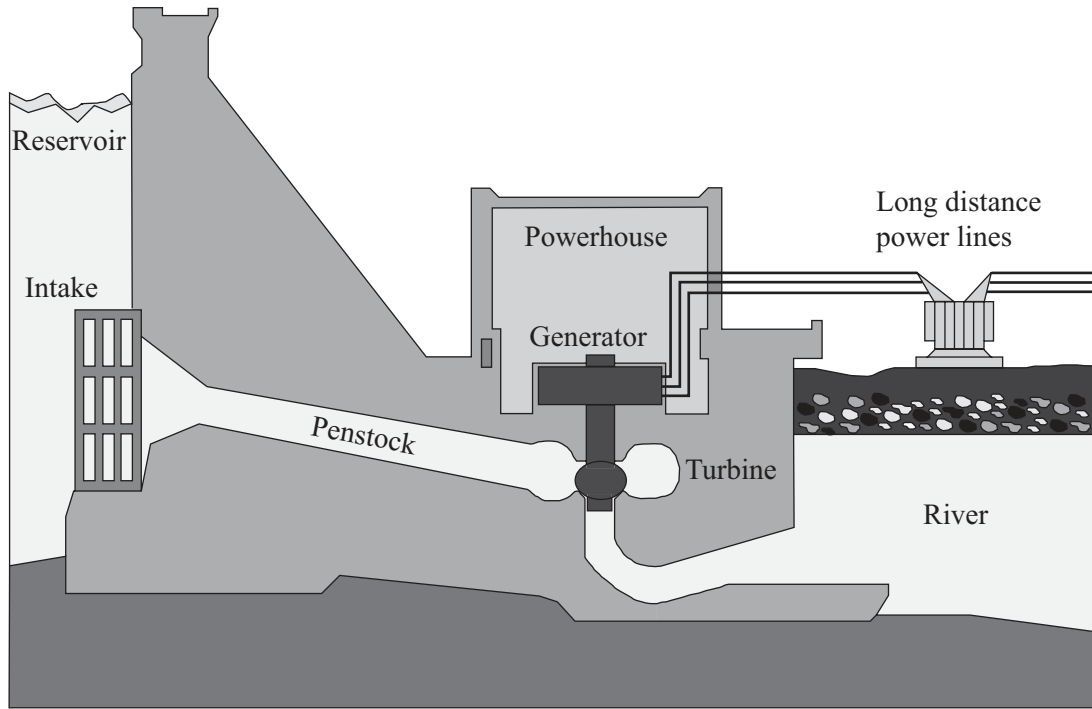 Reservoir
Long distance
power lines
Powerhouse
Intake
Generator
Penstock
Turbine
River